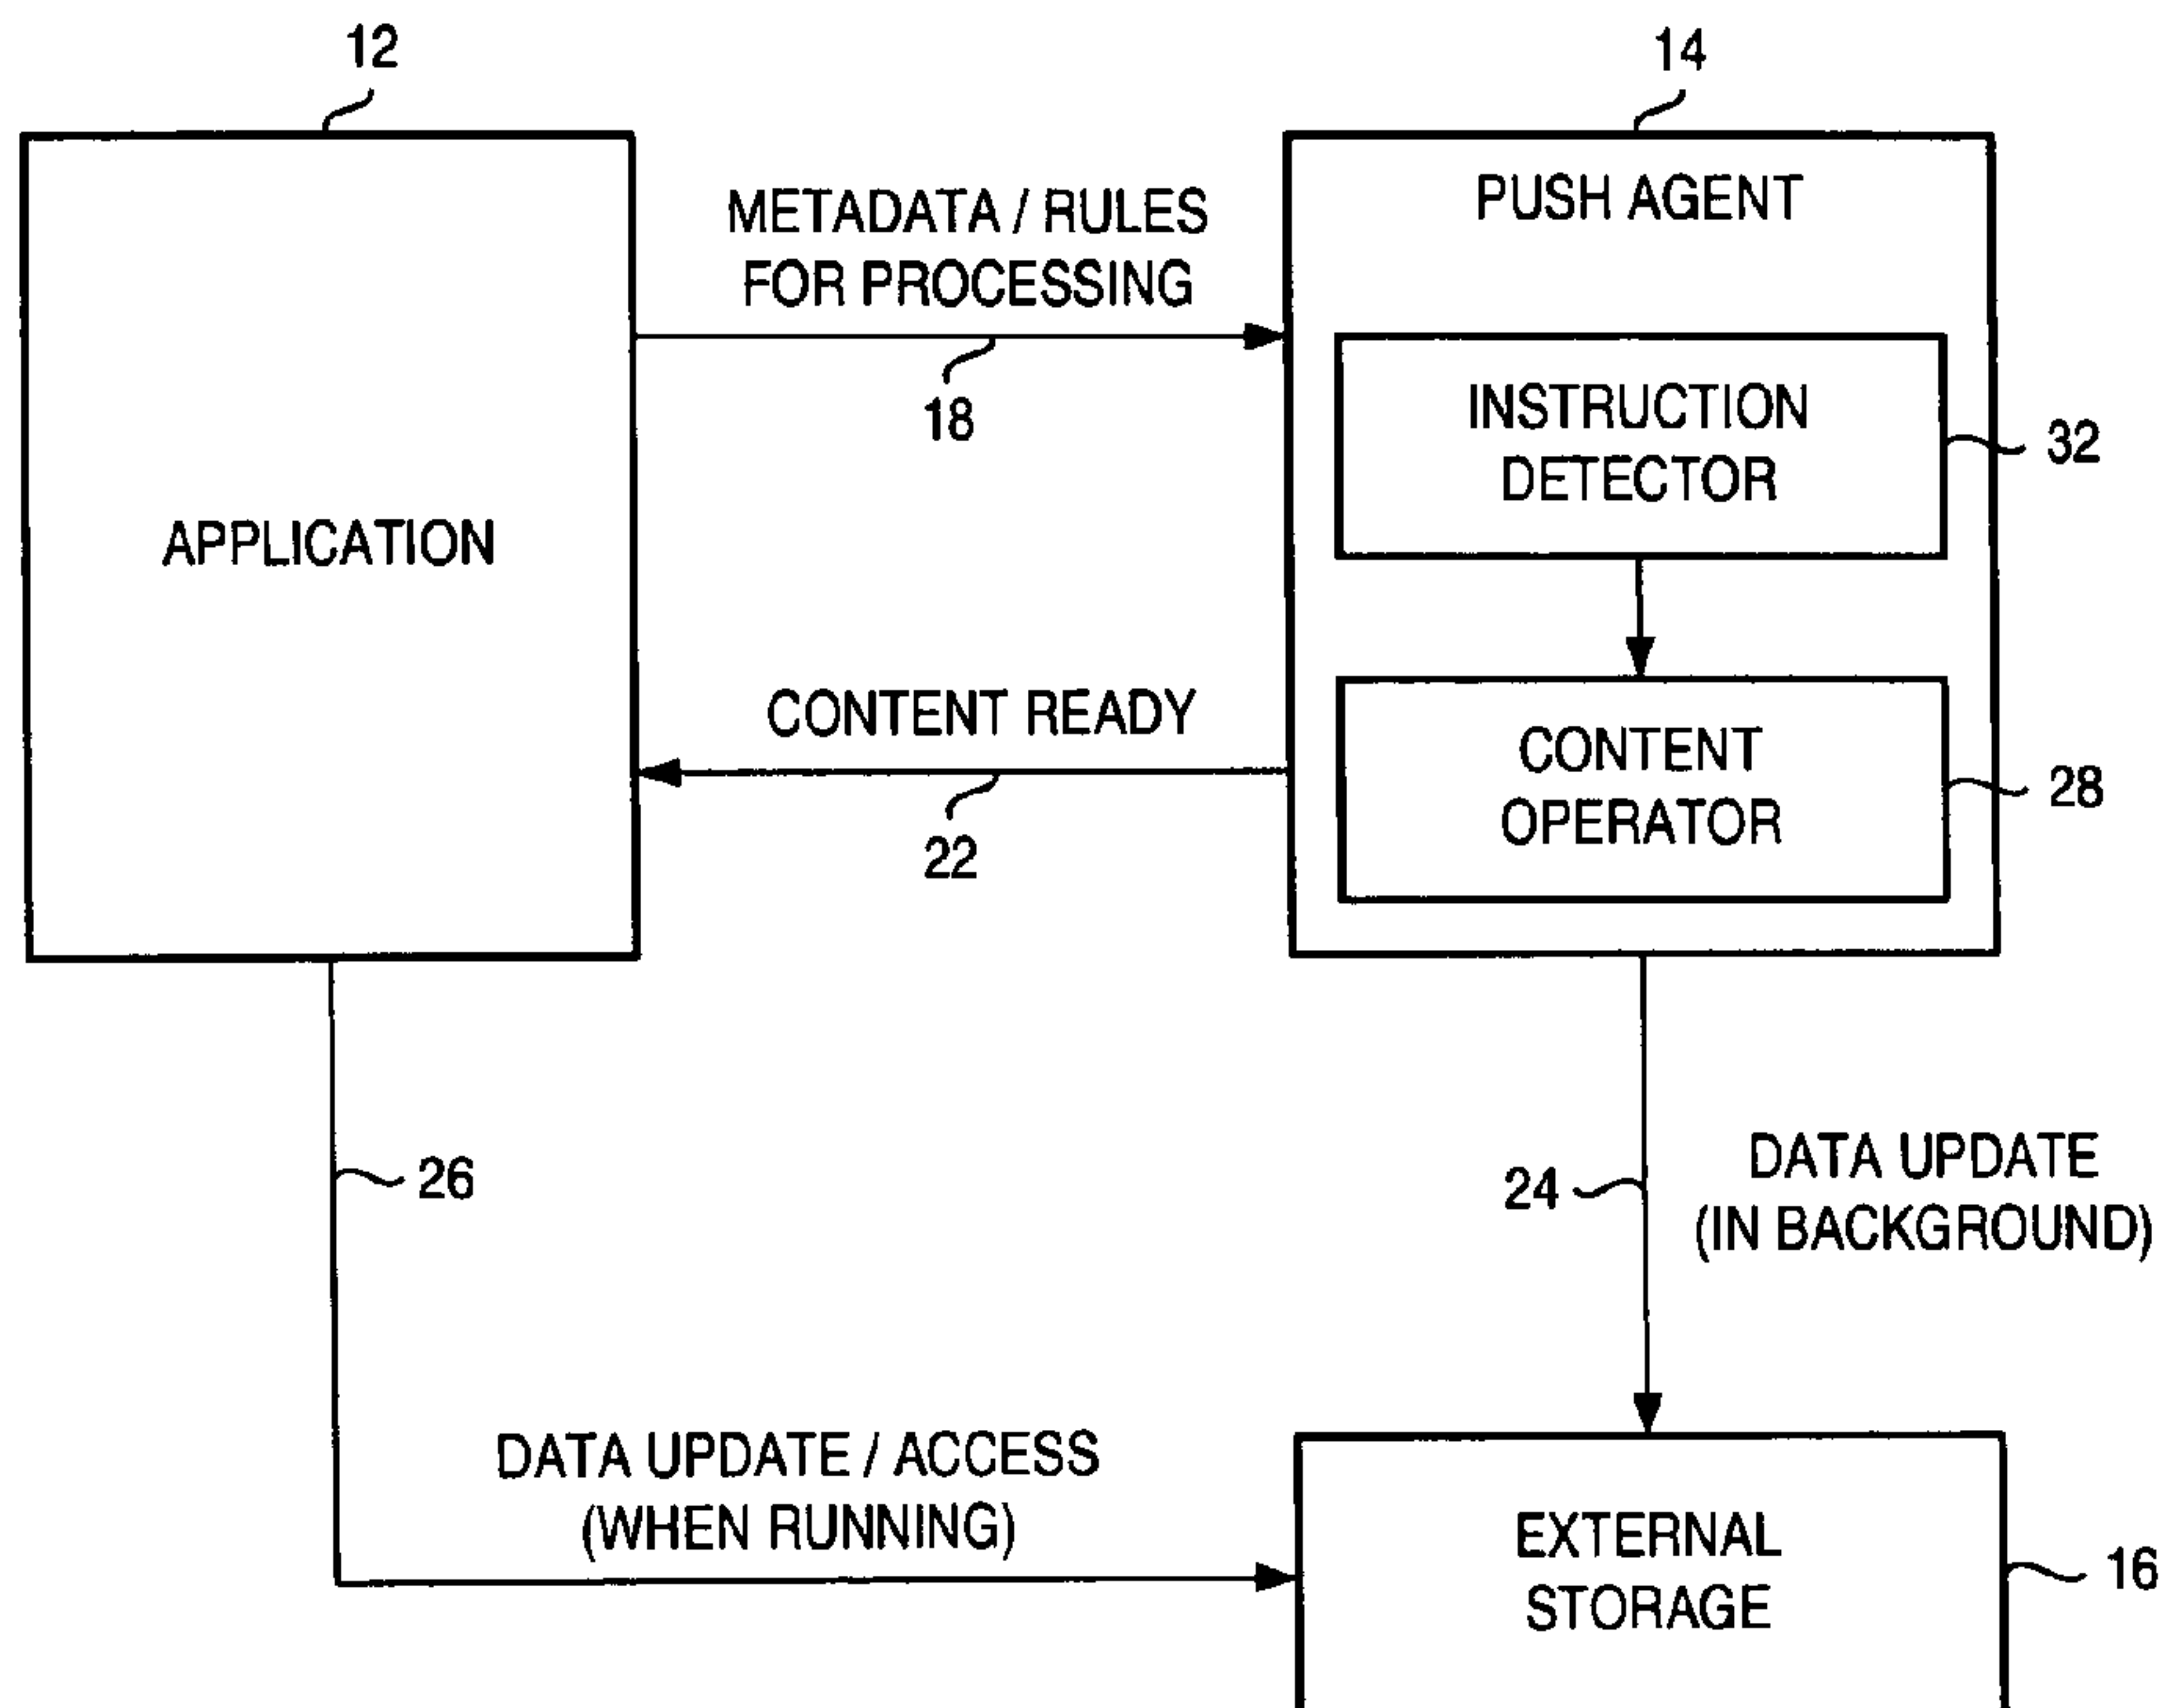 12
14
PUSH AGENT
METADATA / RULES
FOR PROCESSING
18
INSTRUCTION
DETECTOR
32
APPLICATION
CONTENT READY
22
CONTENT
OPERATOR
28
26
24
DATA UPDATE
(IN BACKGROUND)
DATA UPDATE / ACCESS
(WHEN RUNNING)
EXTERNAL
STORAGE
16